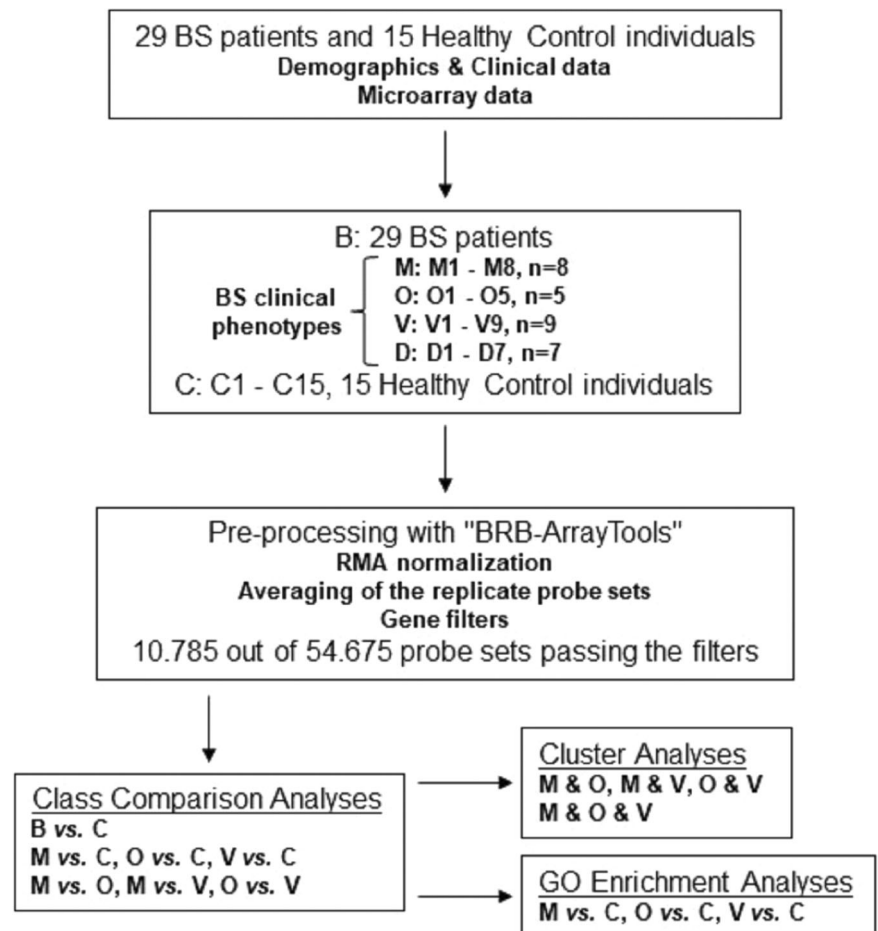 29 BS patients and 15 Healthy Control individuals
Demographics & Clinical data
Microarray data
B: 29 BS patients
BS clinical
phenotypes
M: M1 - M8, n=8
O: O1 - O5, n=5
V: V1 - V9, n=9
D: D1 - D7, n=7
C: C1 - C15, 15 Healthy Control individuals
Pre-processing with "BRB-ArrayTools"
RMA normalization
Averaging of the replicate probe sets
Gene filters
10.785 out of 54.675 probe sets passing the filters
Class Comparison Analyses
B vs. C
M vs. C, O vs. C, V vs. C
M vs. O, M vs. V, O vs. V
Cluster Analyses
M & O, M & V, O & V
M & O & V
GO Enrichment Analyses
M vs. C, O vs. C, V vs. C